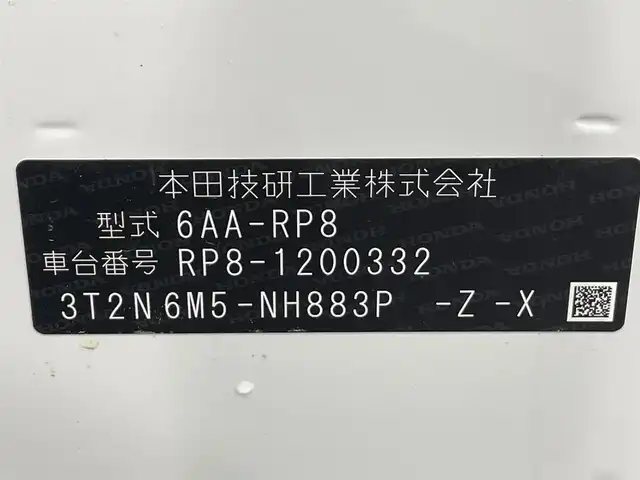 本田技研工業株式会社
型式 6AA-RP8
車台番号 RP8-1200332
3T2N6M5-NH883P -Z-X